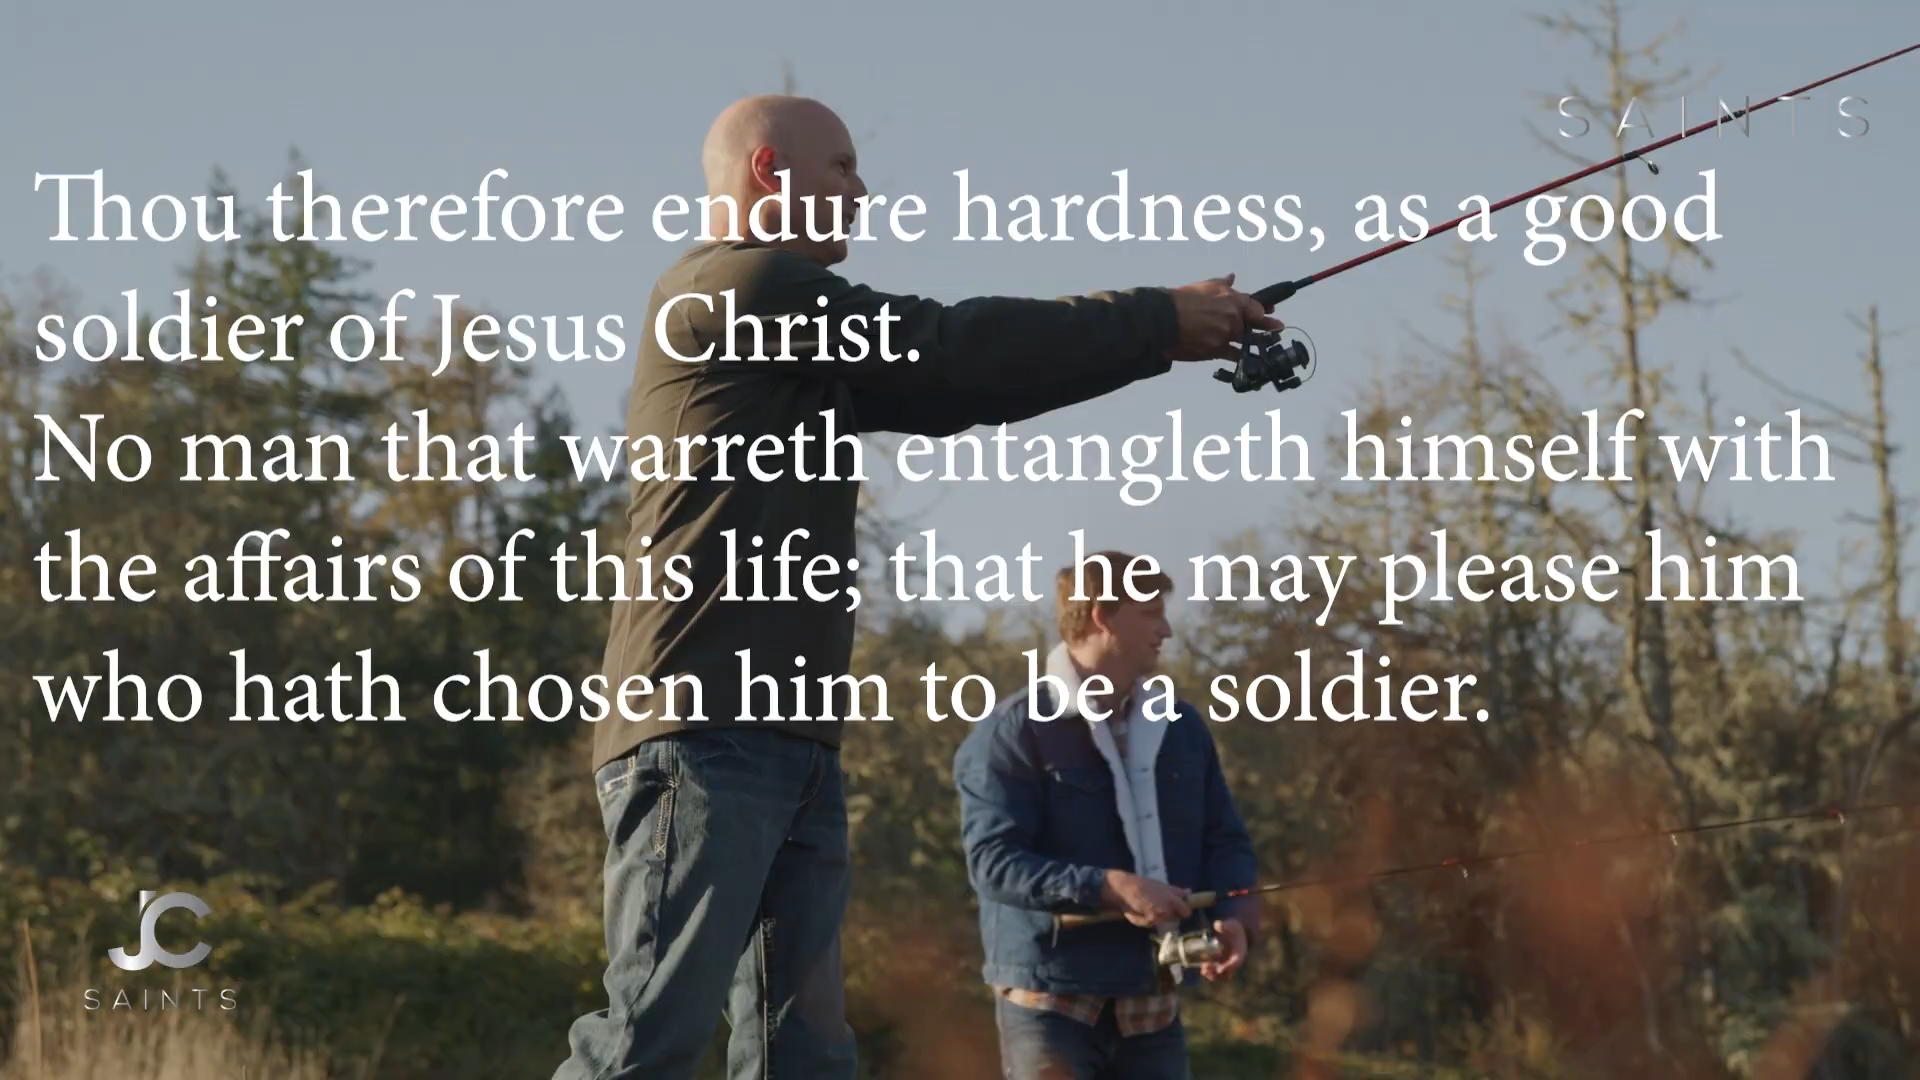 SAINTS
Thou therefore endure hardness, as a good
soldier of Jesus Christ.
No man that warreth entangleth himself with
the affairs of this life; that he may please him
who hath chosen him to be a soldier.
JC
SAINTS